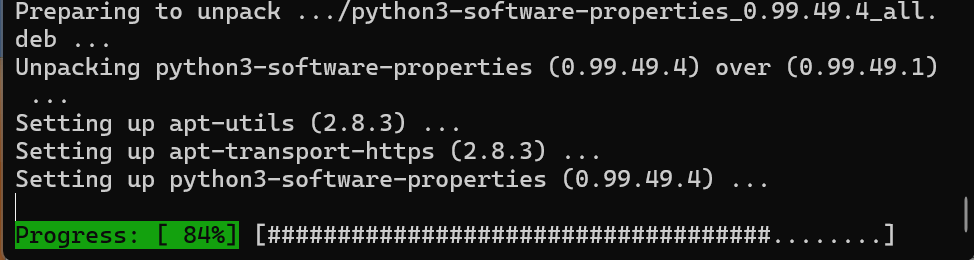 Preparing to unpack .../python3-software-properties_0.99.49.4_all.
deb ...
Unpacking python3-software-properties (0.99.49.4) over (0.99.49.1)
 ...
Setting up apt-utils (2.8.3) ...
Setting up apt-transport-https (2.8.3) ...
Setting up python3-software-properties (0.99.49.4) ...
Progress: [ 84%] [####################################........]